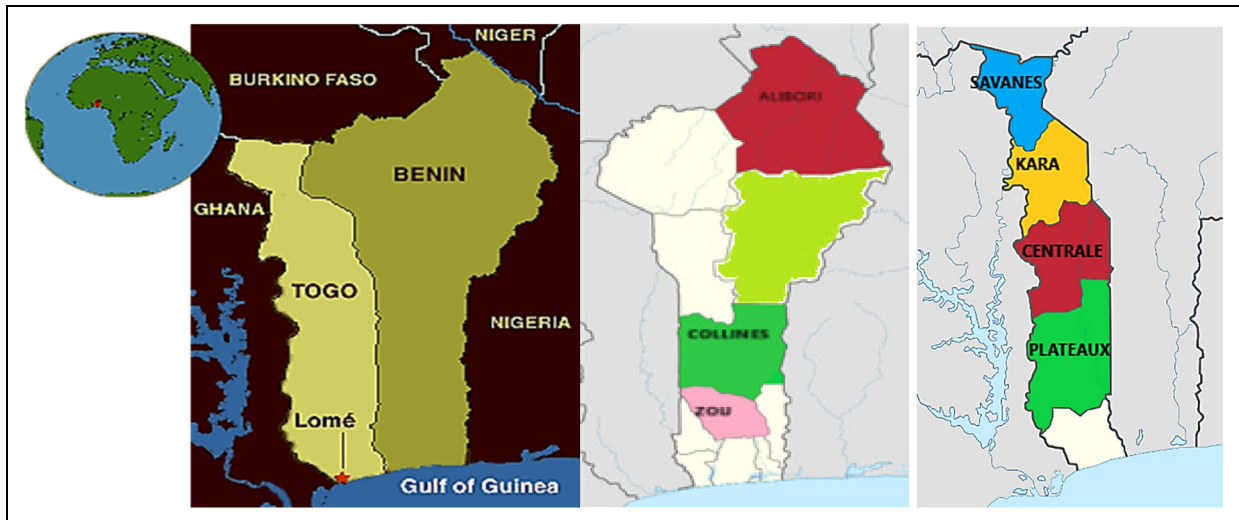 NIGER
BURKINO FASO
BENIN
GHANA
TOGO
NIGERIA
Lomé
Gulf of Guinea
ALIBORI
COLLINES
ZOU
SAVANES
KARA
CENTRALE
PLATEAUX